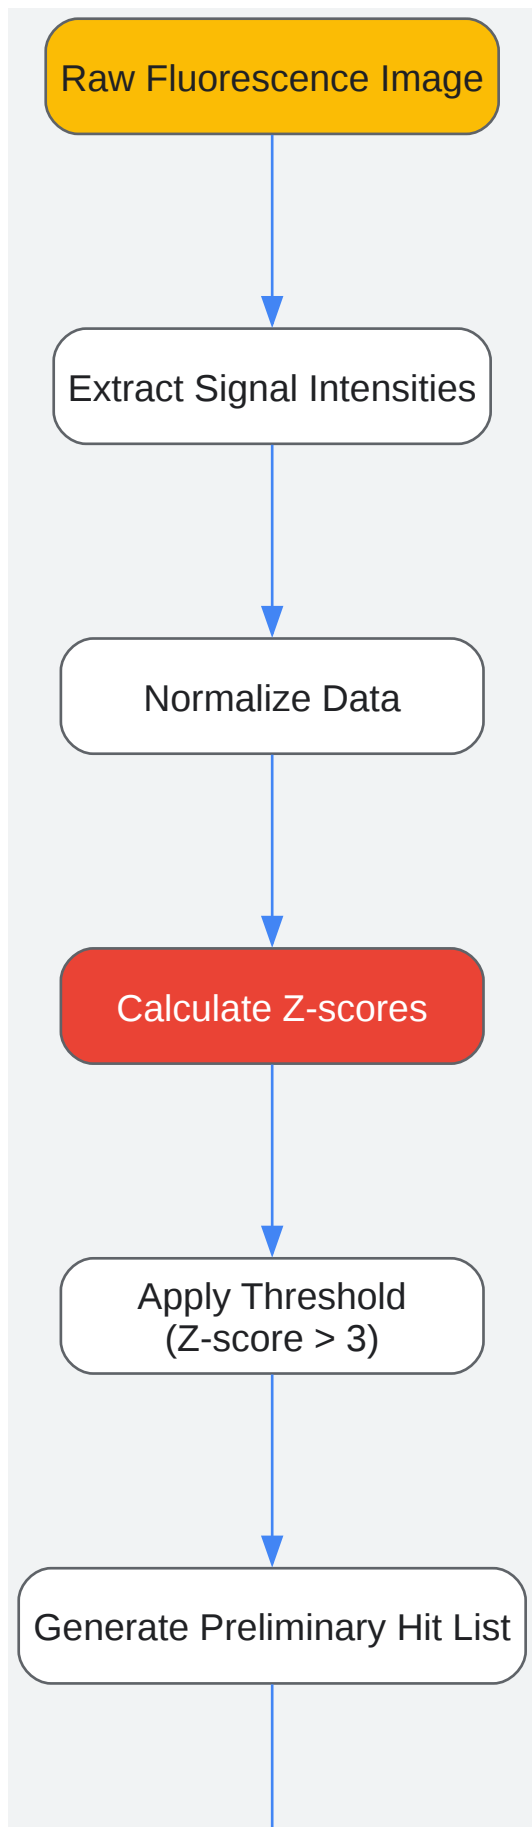 Raw Fluorescence Image
Extract Signal Intensities
Normalize Data
Calculate Z-scores
Apply Threshold
(Z-score > 3)
Generate Preliminary Hit List